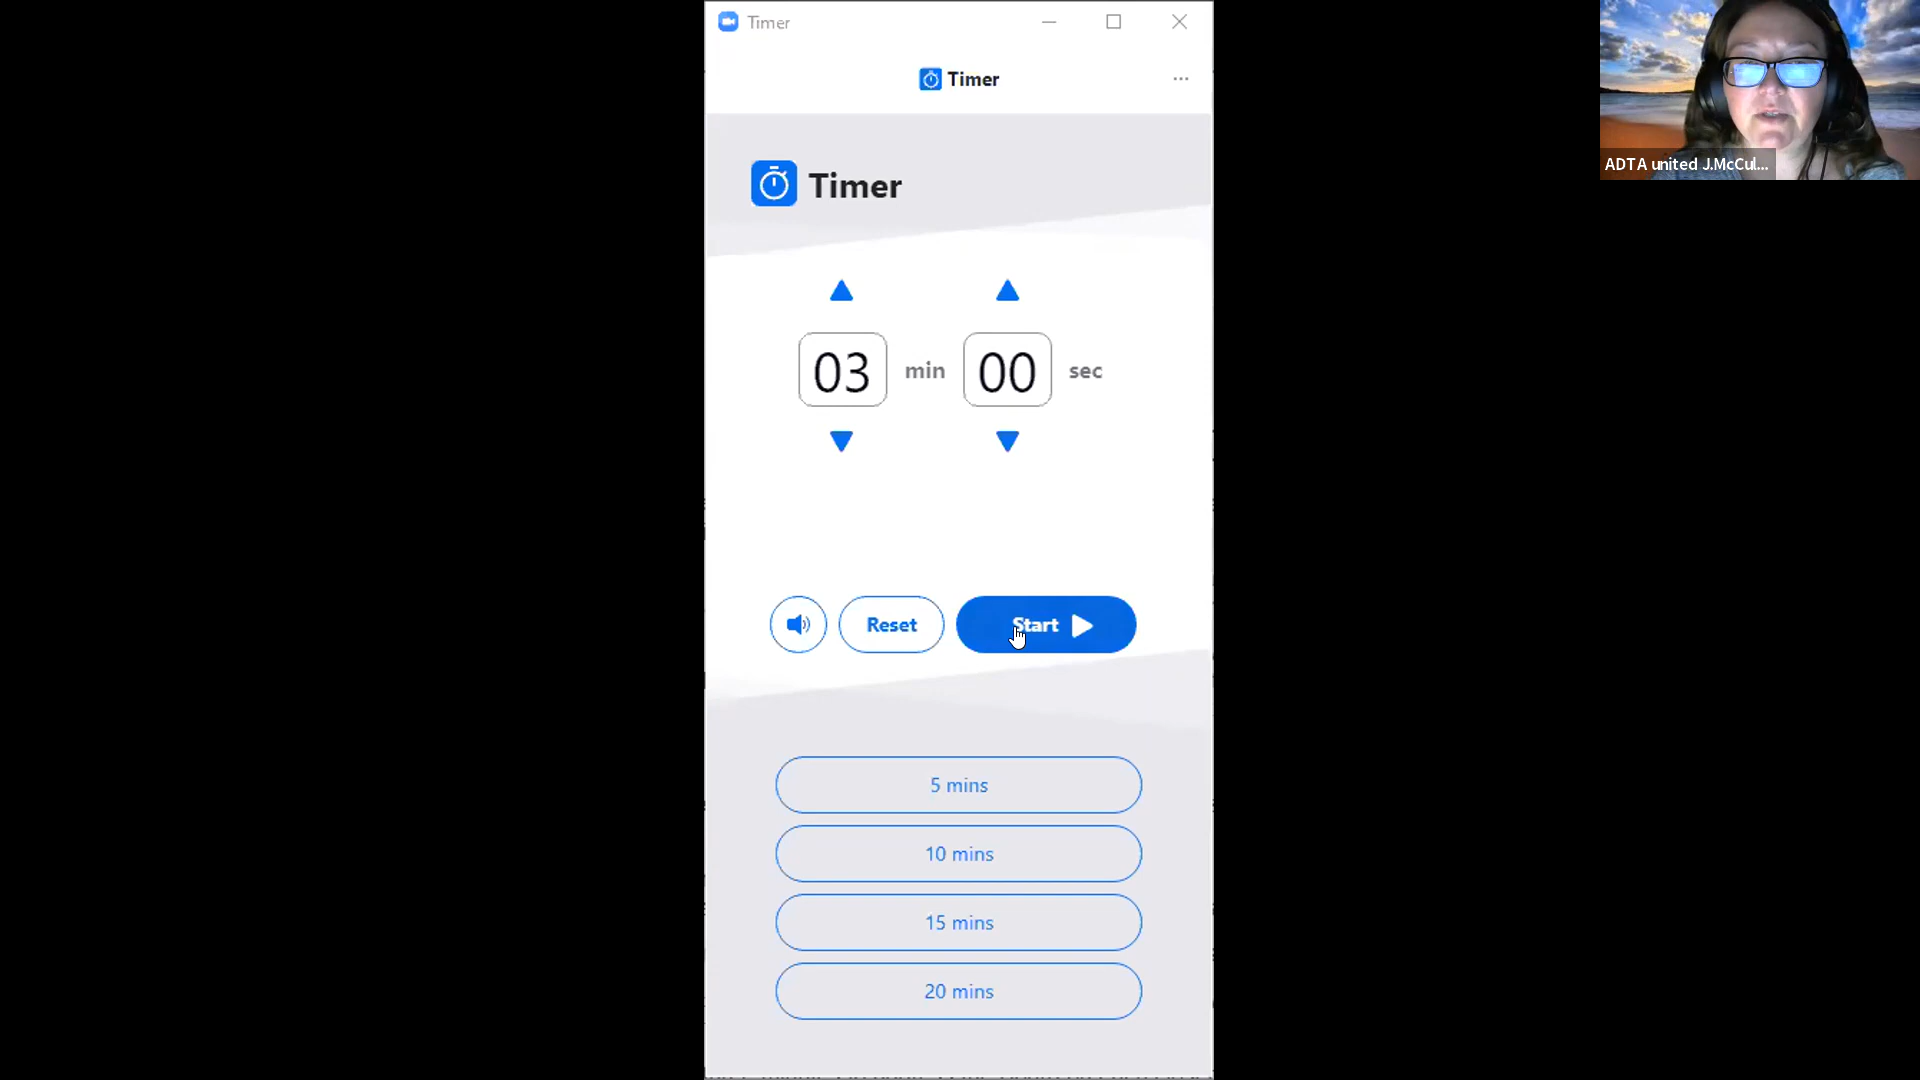 Timer
Timer
...
Timer
03 min 00 sec
Reset
Start
5 mins
10 mins
15 mins
20 mins
ADTA united J.McCul...